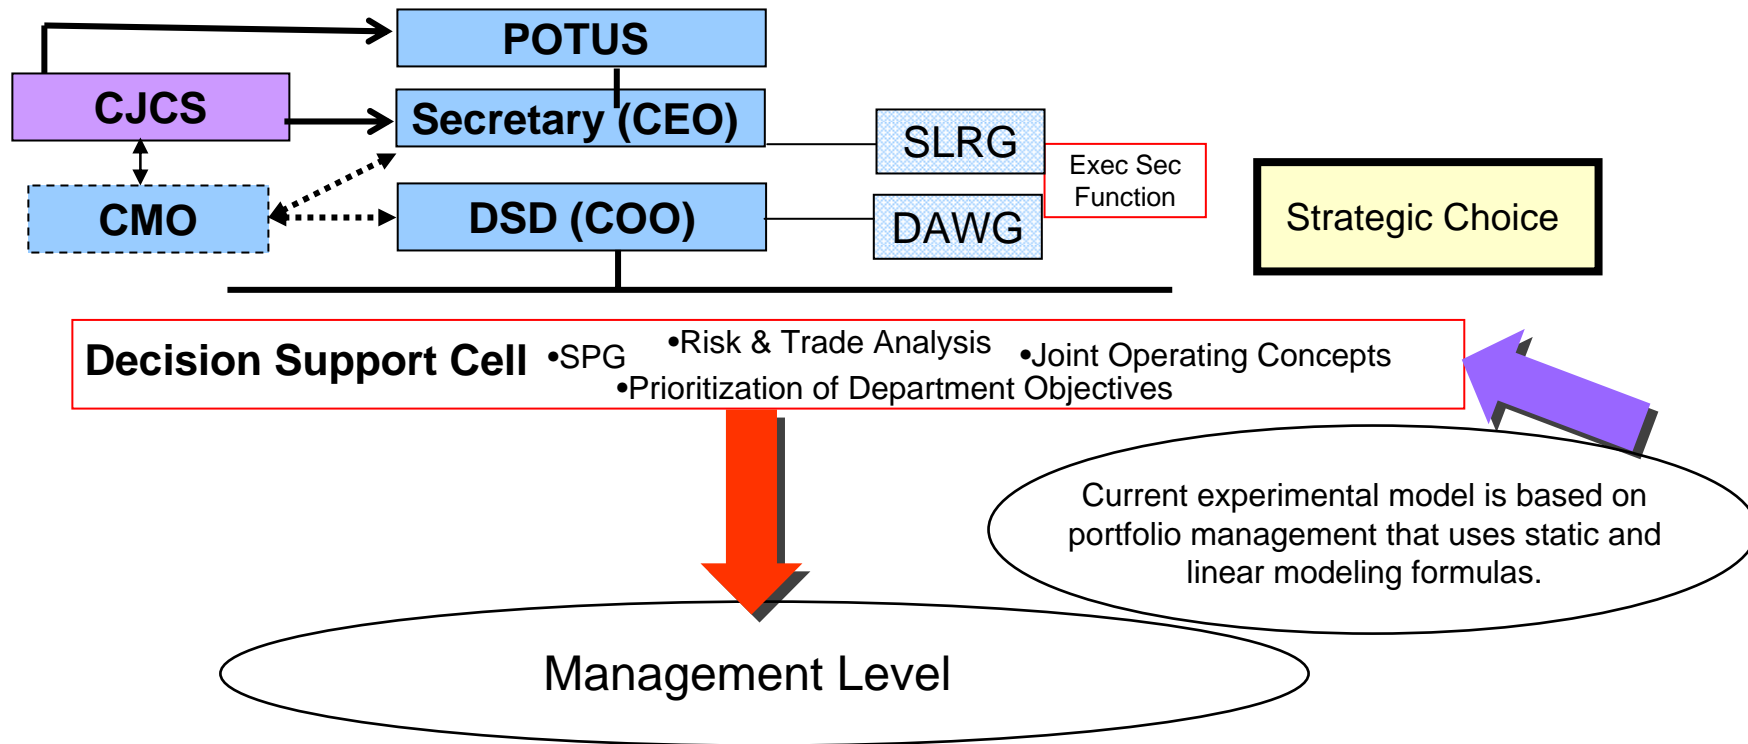 POTUS
CJCS
Secretary (CEO)
SLRG
Exec Sec
Function
Strategic Choice
CMO
DSD (COO)
DAWG
Decision Support Cell
•SPG
•Risk & Trade Analysis
•Joint Operating Concepts
•Prioritization of Department Objectives
Current experimental model is based on
portfolio management that uses static and
linear modeling formulas.
Management Level